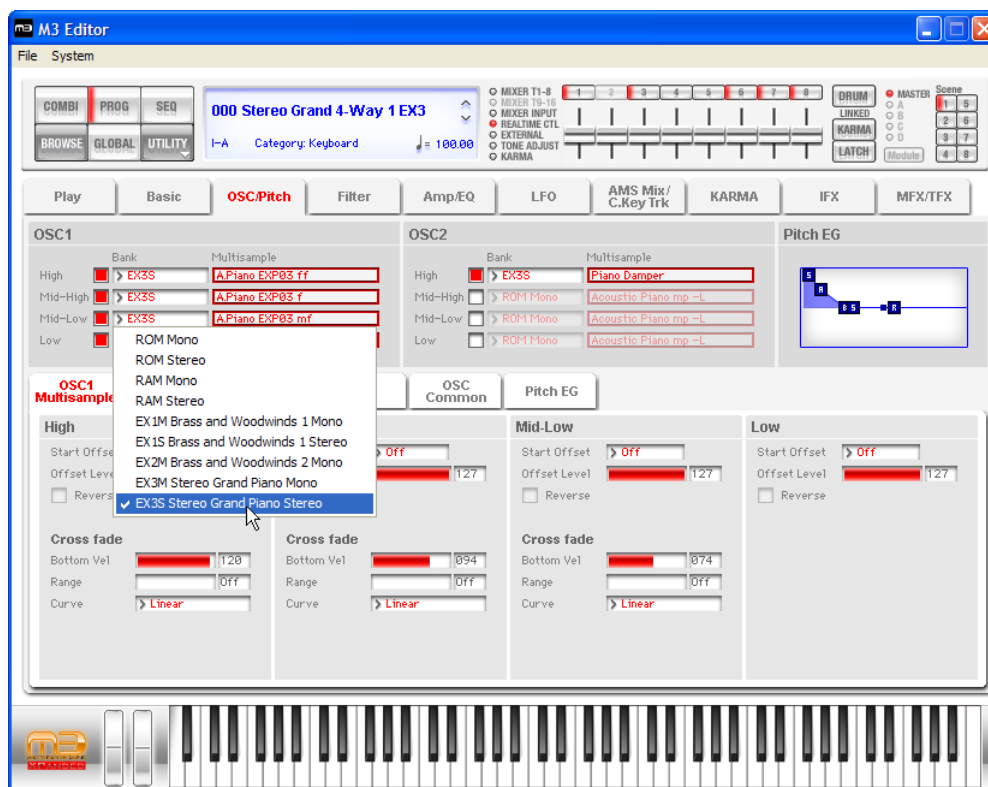 M3 Editor
File System
COMBI PROG SEQ
BROWSE GLOBAL UTILITY
000 Stereo Grand 4-Way 1 EX3
I-A Category: Keyboard ♩= 100.00
MIXER T1-8
MIXER T9-16
MIXER INPUT
REALTIME CTL
EXTERNAL
TONE ADJUST
KARMA
1 2 3 4 5 6 7 8
DRUM
LINKED
KARMA
LATCH
MASTER
A
B
C
D
Module
Scene
1 5
2 6
3 7
4 8
Play Basic OSC/Pitch Filter Amp/EQ LFO AMS Mix/ C.Key Trk KARMA IFX MFX/TFX
OSC1
Bank Multisample
High EX3S A.Piano EXP03 ff
Mid-High EX3S A.Piano EXP03 f
Mid-Low EX3S A.Piano EXP03 mf
Low
OSC2
Bank Multisample
High EX3S Piano Damper
Mid-High ROM Mono Acoustic Piano mp -L
Mid-Low ROM Mono Acoustic Piano mp -L
Low ROM Mono Acoustic Piano mp -L
Pitch EG
S R D S R
ROM Mono
ROM Stereo
RAM Mono
RAM Stereo
EX1M Brass and Woodwinds 1 Mono
EX1S Brass and Woodwinds 1 Stereo
EX2M Brass and Woodwinds 2 Mono
EX3M Stereo Grand Piano Mono
EX3S Stereo Grand Piano Stereo
OSC1 Multisample
OSC Common
Pitch EG
High
Start Offse
Offset Leve
Revers
Cross fade
Bottom Vel 120
Range Off
Curve Linear
Off
127
Cross fade
Bottom Vel 094
Range Off
Curve Linear
Mid-Low
Start Offset Off
Offset Level 127
Reverse
Cross fade
Bottom Vel 074
Range Off
Curve Linear
Low
Start Offset Off
Offset Level 127
Reverse
m3
XPANDED